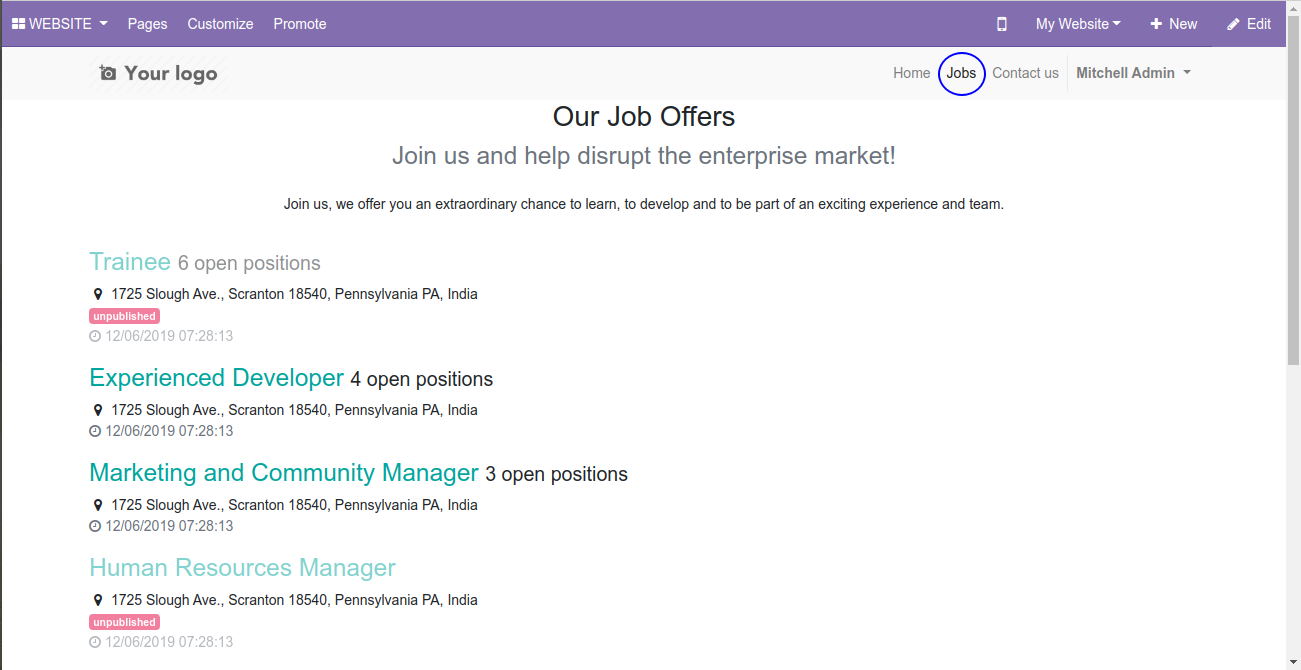 WEBSITE Pages Customize Promote My Website New Edit
Your logo Home Jobs Contact us Mitchell Admin
Our Job Offers
Join us and help disrupt the enterprise market!
Join us, we offer you an extraordinary chance to learn, to develop and to be part of an exciting experience and team.
Trainee 6 open positions
1725 Slough Ave., Scranton 18540, Pennsylvania PA, India
unpublished
12/06/2019 07:28:13
Experienced Developer 4 open positions
1725 Slough Ave., Scranton 18540, Pennsylvania PA, India
12/06/2019 07:28:13
Marketing and Community Manager 3 open positions
1725 Slough Ave., Scranton 18540, Pennsylvania PA, India
12/06/2019 07:28:13
Human Resources Manager
1725 Slough Ave., Scranton 18540, Pennsylvania PA, India
unpublished
12/06/2019 07:28:13